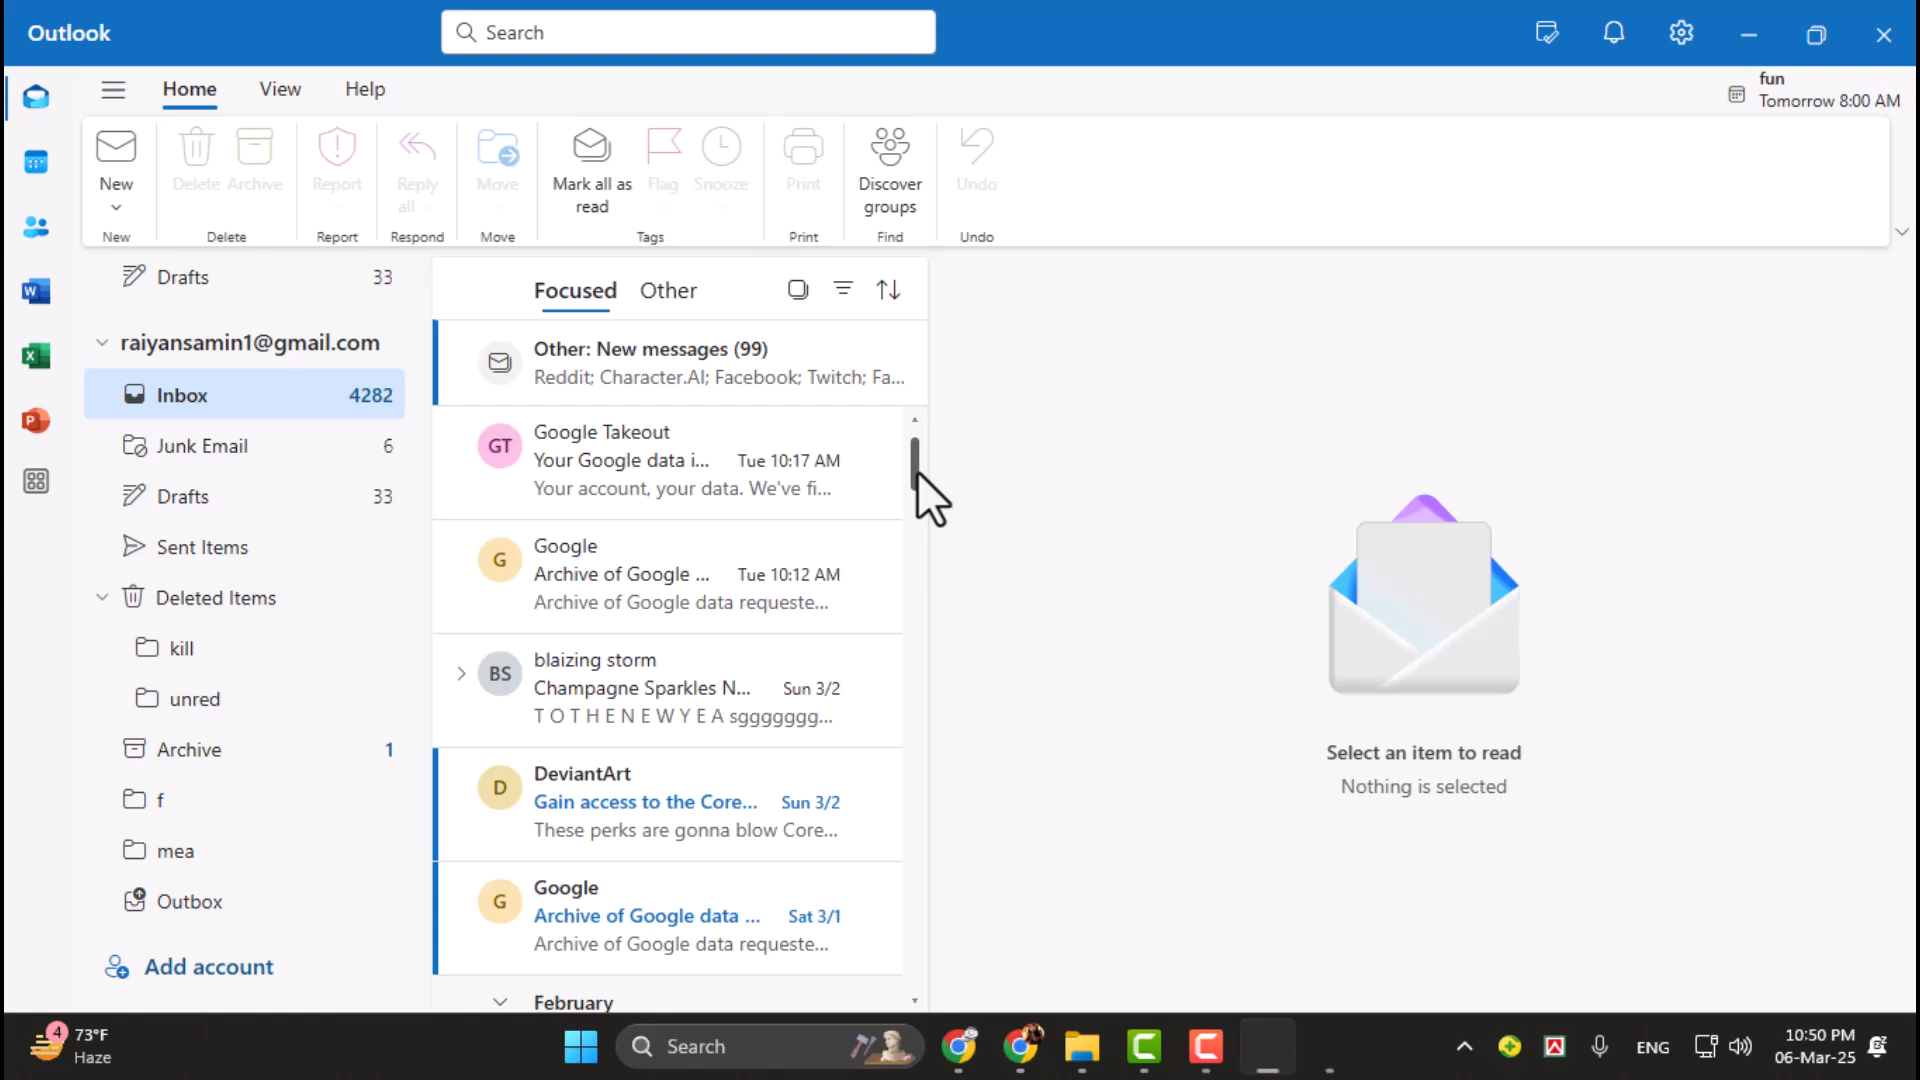 Outlook
Search
Home
View
Help
fun
Tomorrow 8:00 AM
New
Delete
Archive
Report
Reply all
Move
Mark all as read
Flag
Snooze
Print
Discover groups
Undo
New
Delete
Report
Respond
Move
Tags
Print
Find
Undo
Drafts 33
raiyansamin1@gmail.com
Inbox 4282
Junk Email 6
Drafts 33
Sent Items
Deleted Items
kill
unred
Archive 1
f
mea
Outbox
Add account
Focused
Other
Other: New messages (99)
Reddit; Character.AI; Facebook; Twitch; Fa...
GT
Google Takeout
Your Google data i... Tue 10:17 AM
Your account, your data. We've fi...
G
Google
Archive of Google ... Tue 10:12 AM
Archive of Google data requeste...
BS
blaizing storm
Champagne Sparkles N... Sun 3/2
T O T H E N E W Y E A sggggggg...
D
DeviantArt
Gain access to the Core... Sun 3/2
These perks are gonna blow Core...
G
Google
Archive of Google data ... Sat 3/1
Archive of Google data requeste...
February
Select an item to read
Nothing is selected
4
73°F
Haze
Search
ENG
10:50 PM
06-Mar-25